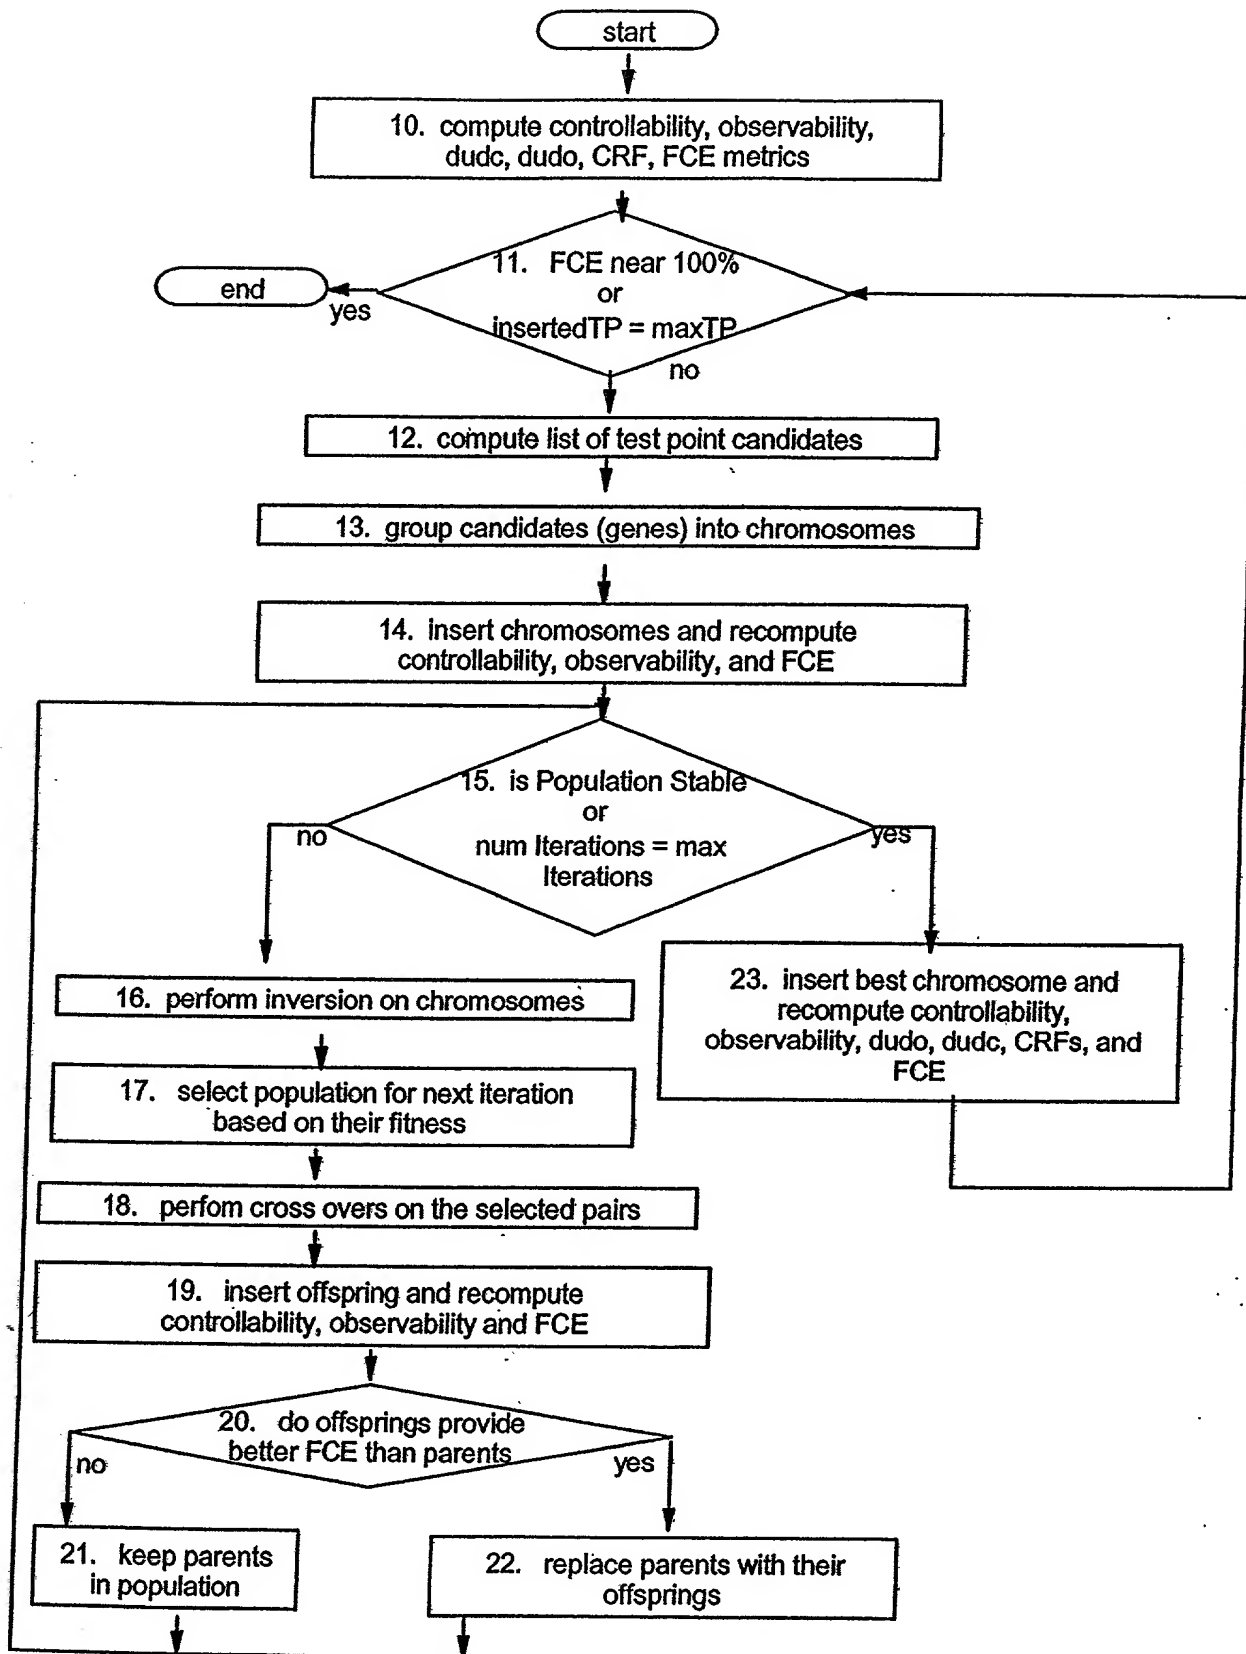 start
10. compute controllability, observability,
dudc, dudo, CRF, FCE metrics
11. FCE near 100%
or
insertedTP = maxTP
end
yes
no
12. compute list of test point candidates
13. group candidates (genes) into chromosomes
14. insert chromosomes and recompute
controllability, observability, and FCE
15. is Population Stable
or
num Iterations = max
Iterations
no
yes
16. perform inversion on chromosomes
23. insert best chromosome and
recompute controllability,
observability, dudo, dudc, CRFs, and
FCE
17. select population for next iteration
based on their fitness
18. perfom cross overs on the selected pairs
19. insert offspring and recompute
controllability, observability and FCE
20. do offsprings provide
better FCE than parents
no
yes
21. keep parents
in population
22. replace parents with their
offsprings